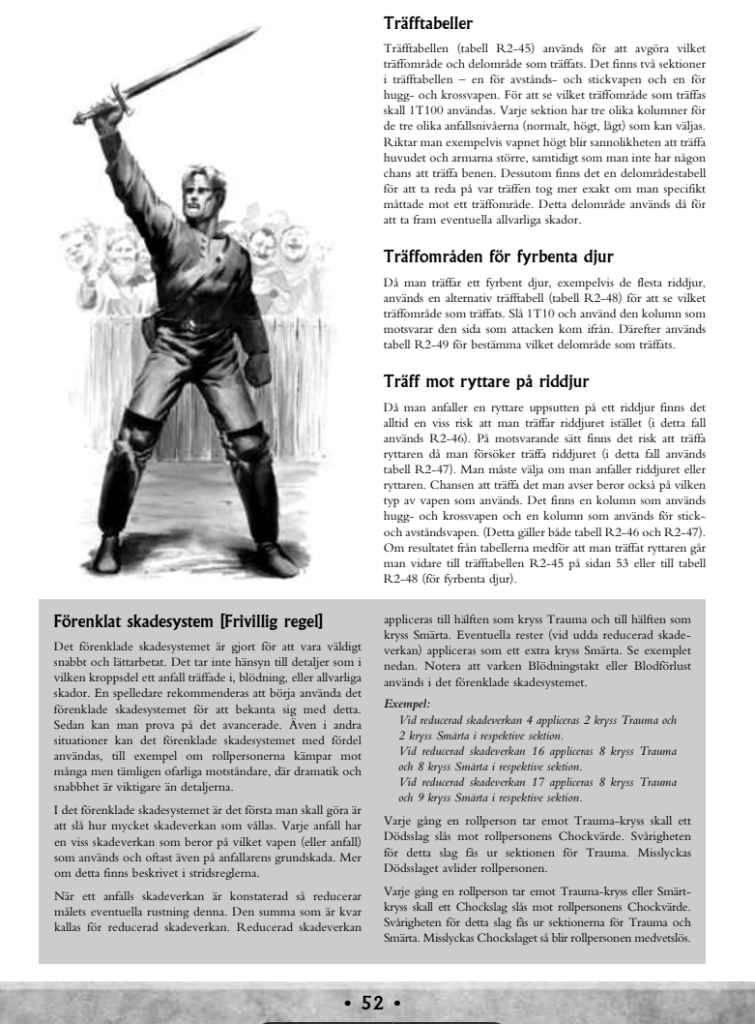 Träfftabeller
Träfftabellen (tabell R2-45) används för att avgöra vilket
träffområde och delområde som träffats. Det finns två sektioner
i träfftabellen – en för avstånds- och stickvapen och en för
hugg- och krossvapen. För att se vilket träffområde som träffas
skall 1T100 användas. Varje sektion har tre olika kolumner för
de tre olika anfallsnivåerna (normalt, högt, lågt) som kan väljas.
Riktar man exempelvis vapnet högt blir sannolikheten att träffa
huvudet och armarna större, samtidigt som man inte har någon
chans att träffa benen. Dessutom finns det en delområdestabell
för att ta reda på var träffen tog mer exakt om man specifikt
måttade mot ett träffområde. Detta delområde används då för
att ta fram eventuella allvarliga skador.
Träffområden för fyrbenta djur
Då man träffar ett fyrbent djur, exempelvis de flesta riddjur,
används en alternativ träfftabell (tabell R2-48) för att se vilket
träffområde som träffats. Slå 1T10 och använd den kolumn som
motsvarar den sida som attacken kom ifrån. Därefter används
tabell R2-49 för bestämma vilket delområde som träffats.
Träff mot ryttare på riddjur
Då man anfaller en ryttare uppsutten på ett riddjur finns det
alltid en viss risk att man träffar riddjuret istället (i detta fall
används R2-46). På motsvarande sätt finns det risk att träffa
ryttaren då man försöker träffa riddjuret (i detta fall används
tabell R2-47). Man måste välja om man anfaller riddjuret eller
ryttaren. Chansen att träffa det man avser beror också på vilken
typ av vapen som används. Det finns en kolumn som används
hugg- och krossvapen och en kolumn som används för stick-
och avståndsvapen. (Detta gäller både tabell R2-46 och R2-47).
Om resultatet från tabellerna medför att man träffat ryttaren går
man vidare till träfftabellen R2-45 på sidan 53 eller till tabell
R2-48 (för fyrbenta djur).
Förenklat skadesystem [Frivillig regel]
Det förenklade skadesystemet är gjort för att vara väldigt
snabbt och lättarbetat. Det tar inte hänsyn till detaljer som i
vilken kroppsdel ett anfall träffade i, blödning, eller allvarliga
skador. En spelledare rekommenderas att börja använda det
förenklade skadesystemet för att bekanta sig med detta.
Sedan kan man prova på det avancerade. Även i andra
situationer kan det förenklade skadesystemet med fördel
användas, till exempel om rollpersonerna kämpar mot
många men tämligen ofarliga motståndare, där dramatik och
snabbhet är viktigare än detaljerna.
I det förenklade skadesystemet är det första man skall göra är
att slå hur mycket skadeverkan som vållas. Varje anfall har
en viss skadeverkan som beror på vilket vapen (eller anfall)
som används och oftast även på anfallarens grundskada. Mer
om detta finns beskrivet i stridsreglerna.
När ett anfalls skadeverkan är konstaterad så reducerar
målets eventuella rustning denna. Den summa som är kvar
kallas för reducerad skadeverkan. Reducerad skadeverkan
appliceras till hälften som kryss Trauma och till hälften som
kryss Smärta. Eventuella rester (vid udda reducerad skade-
verkan) appliceras som ett extra kryss Smärta. Se exemplet
nedan. Notera att varken Blödningstakt eller Blodförlust
används i det förenklade skadesystemet.
Exempel:
Vid reducerad skadeverkan 4 appliceras 2 kryss Trauma och
2 kryss Smärta i respektive sektion.
Vid reducerad skadeverkan 16 appliceras 8 kryss Trauma
och 8 kryss Smärta i respektive sektion.
Vid reducerad skadeverkan 17 appliceras 8 kryss Trauma
och 9 kryss Smärta i respektive sektion.
Varje gång en rollperson tar emot Trauma-kryss skall ett
Dödsslag slås mot rollpersonens Chockvärde. Svårigheten
för detta slag fås ur sektionen för Trauma. Misslyckas
Dödsslaget avlider rollpersonen.
Varje gång en rollperson tar emot Trauma-kryss eller Smärt-
kryss skall ett Chockslag slås mot rollpersonens Chockvärde.
Svårigheten för detta slag fås ur sektionerna för Trauma och
Smärta. Misslyckas Chockslaget så blir rollpersonen medvetslös.
• 52 •